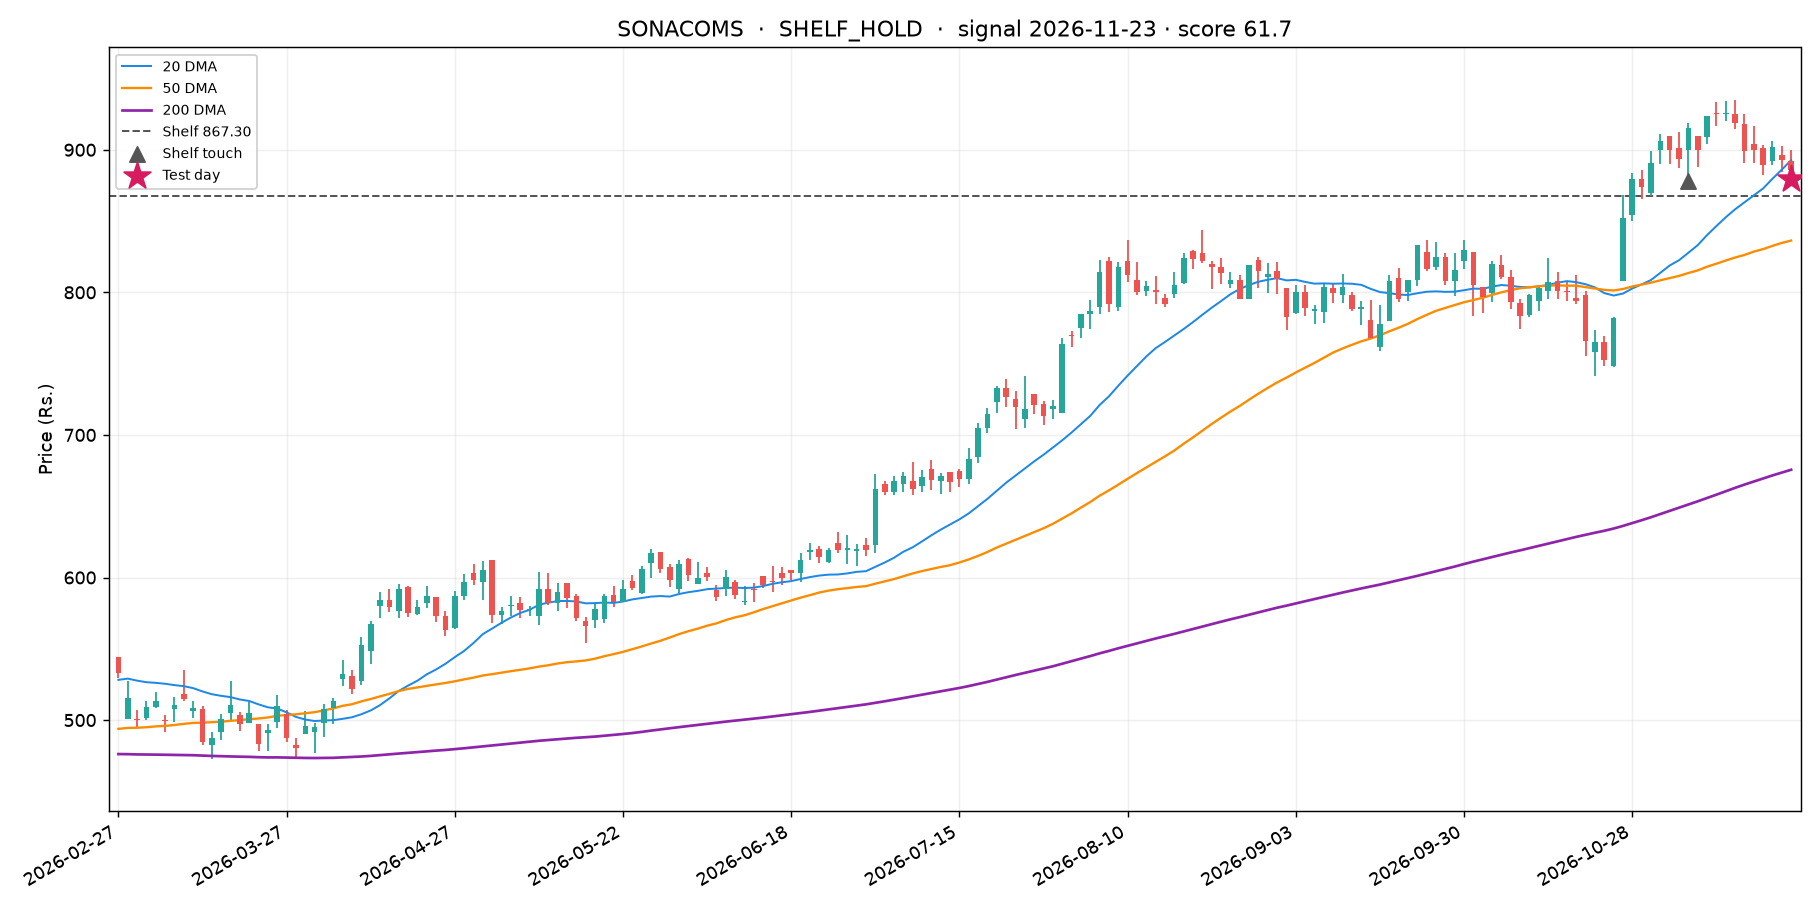 SONACOMS · SHELF_HOLD · signal 2026-11-23 · score 61.7
20 DMA
50 DMA
200 DMA
Shelf 867.30
Shelf touch
Test day
Price (Rs.)
900
800
700
600
500
2026-02-27
2026-03-27
2026-04-27
2026-05-22
2026-06-18
2026-07-15
2026-08-10
2026-09-03
2026-09-30
2026-10-28